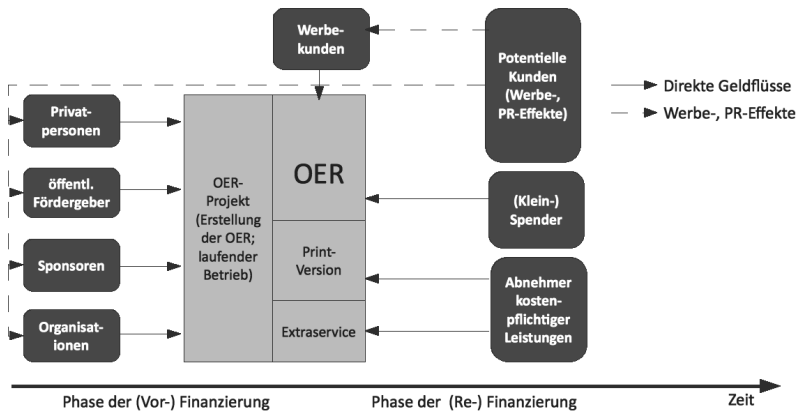 Werbe-
kunden
Potentielle
Kunden
(Werbe-,
PR-Effekte)
Direkte Geldflüsse
Werbe-, PR-Effekte
Privat-
personen
öffentl.
Fördergeber
Sponsoren
Organisat-
ionen
OER-
Projekt
(Erstellung
der OER;
laufender
Betrieb)
OER
Print-
Version
Extraservice
(Klein-)
Spender
Abnehmer
kosten-
pflichtiger
Leistungen
Phase der (Vor-) Finanzierung
Phase der (Re-) Finanzierung
Zeit